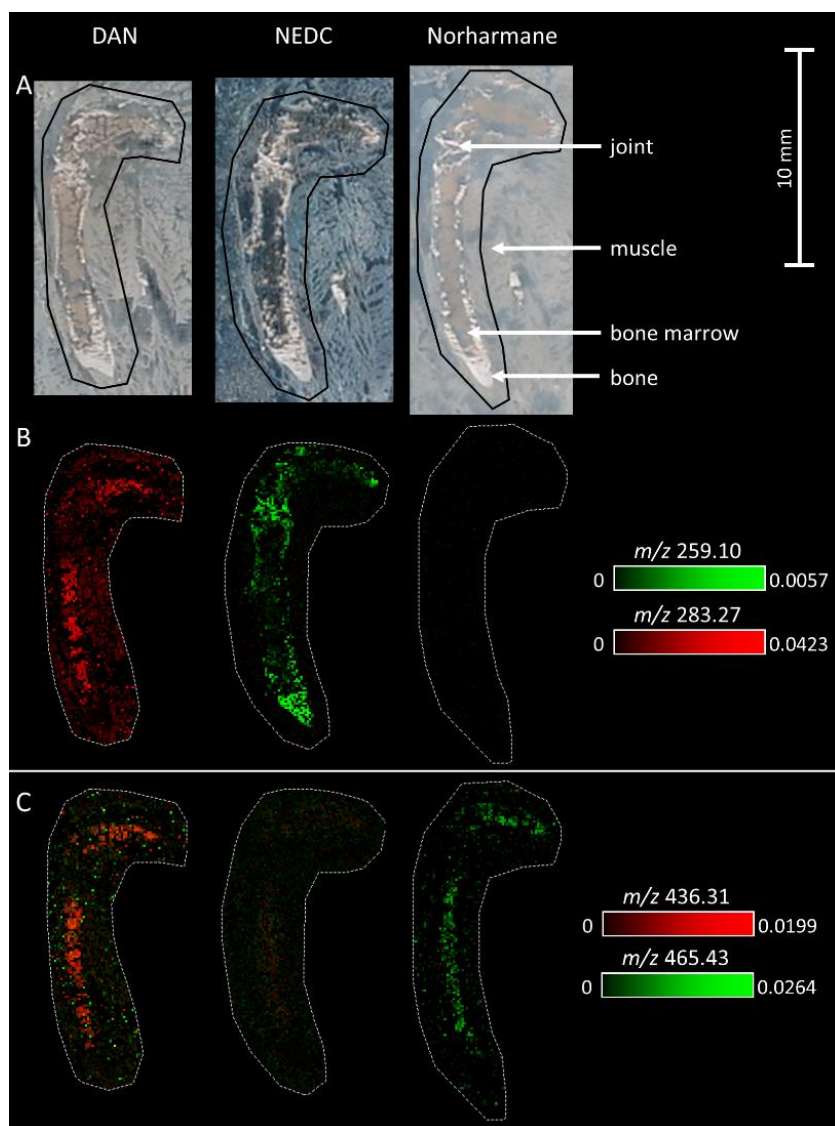 DAN NEDC Norharmane
A
joint
muscle
bone marrow
bone
10 mm
B
m/z 259.10
0 0.0057
m/z 283.27
0 0.0423
C
m/z 436.31
0 0.0199
m/z 465.43
0 0.0264